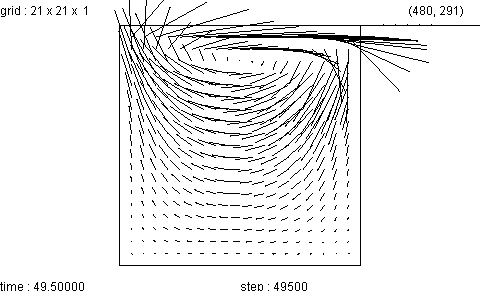 grid : 21 x 21 x 1
(480, 291)
time : 49.50000
step : 49500